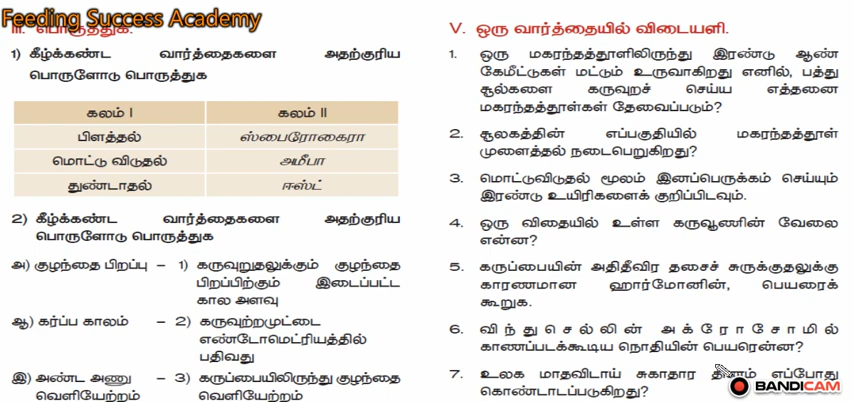 Feeding Success Academy
III. பொருத்துக.
1) கீழ்க்கண்ட வார்த்தைகளை அதற்குரிய
பொருளோடு பொருத்துக
கலம் I கலம் II
பிளத்தல் ஸ்பைரோகைரா
மொட்டு விடுதல் அமீபா
துண்டாதல் ஈஸ்ட்
2) கீழ்க்கண்ட வார்த்தைகளை அதற்குரிய
பொருளோடு பொருத்துக
அ) குழந்தை பிறப்பு – 1) கருவுறுதலுக்கும் குழந்தை
பிறப்பிற்கும் இடைப்பட்ட
கால அளவு
ஆ) கர்ப்ப காலம் – 2) கருவுற்றமுட்டை
எண்டோமெட்ரியத்தில்
பதிவது
இ) அண்ட அணு – 3) கருப்பையிலிருந்து குழந்தை
வெளியேற்றம் வெளியேற்றம்
V. ஒரு வார்த்தையில் விடையளி.
1. ஒரு மகரந்தத்தூளிலிருந்து இரண்டு ஆண்
கேமீட்டுகள் மட்டும் உருவாகிறது எனில், பத்து
சூல்களை கருவுறச் செய்ய எத்தனை
மகரந்தத்தூள்கள் தேவைப்படும்?
2. சூலகத்தின் எப்பகுதியில் மகரந்தத்தூள்
முளைத்தல் நடைபெறுகிறது?
3. மொட்டுவிடுதல் மூலம் இனப்பெருக்கம் செய்யும்
இரண்டு உயிரிகளைக் குறிப்பிடவும்.
4. ஒரு விதையில் உள்ள கருவூணின் வேலை
என்ன?
5. கருப்பையின் அதிதீவிர தசைச் சுருக்குதலுக்கு
காரணமான ஹார்மோனின், பெயரைக்
கூறுக.
6. விந்துசெல்லின் அக்ரோசோமில்
காணப்படக்கூடிய நொதியின் பெயரென்ன?
7. உலக மாதவிடாய் சுகாதார தினம் எப்போது
கொண்டாடப்படுகிறது?
BANDICAM